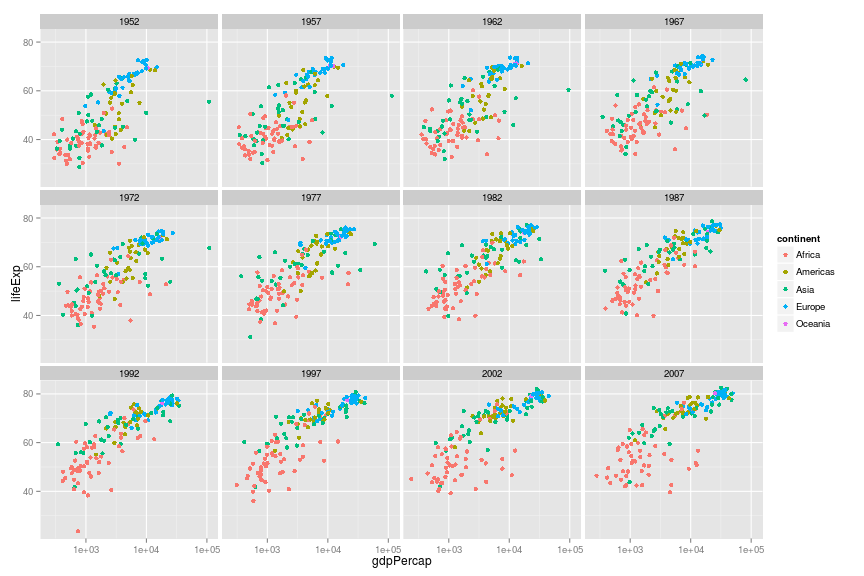 1952 1957 1962 1967
80
60
40
1972 1977 1982 1987
80
60
40
1992 1997 2002 2007
80
60
40
1e+03 1e+04 1e+05 1e+03 1e+04 1e+05 1e+03 1e+04 1e+05 1e+03 1e+04 1e+05
gdpPercap
lifeExp
continent
Africa
Americas
Asia
Europe
Oceania